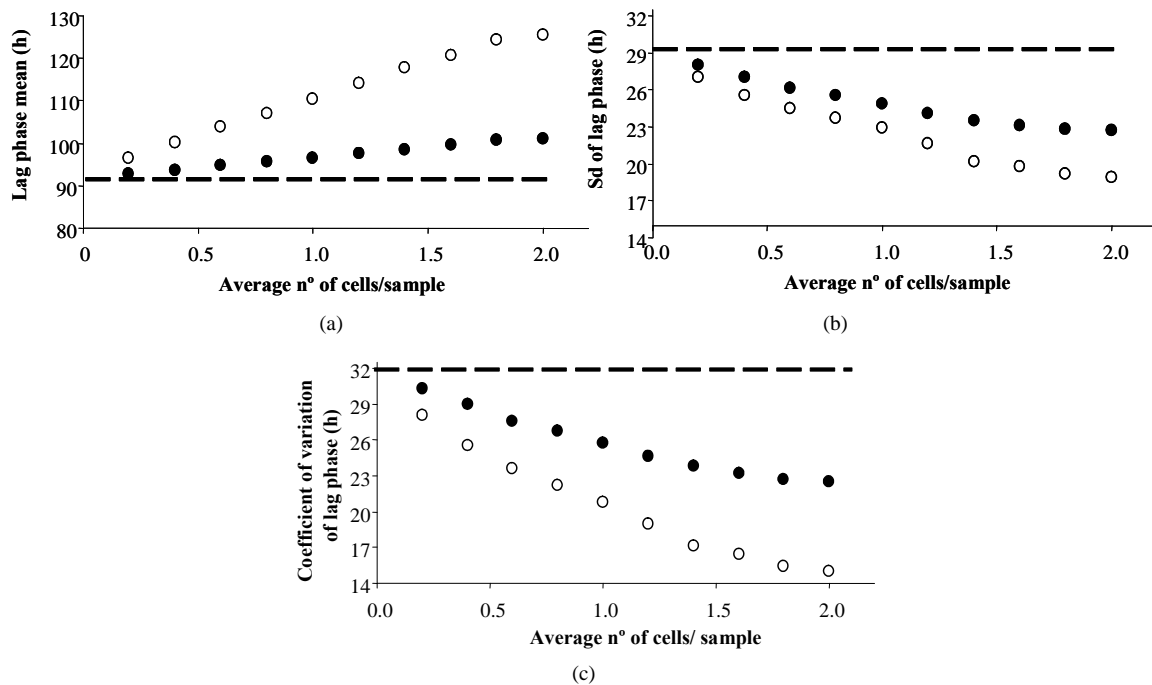 130
120
110
100
90
80
Lag phase mean (h)
0 0.5 1.0 1.5 2.0
Average nº of cells/sample
(a)
32
29
26
23
20
17
14
Sd of lag phase (h)
0.0 0.5 1.0 1.5 2.0
Average nº of cells/sample
(b)
32
29
26
23
20
17
14
Coefficient of variation
of lag phase (h)
0.0 0.5 1.0 1.5 2.0
Average nº of cells/ sample
(c)